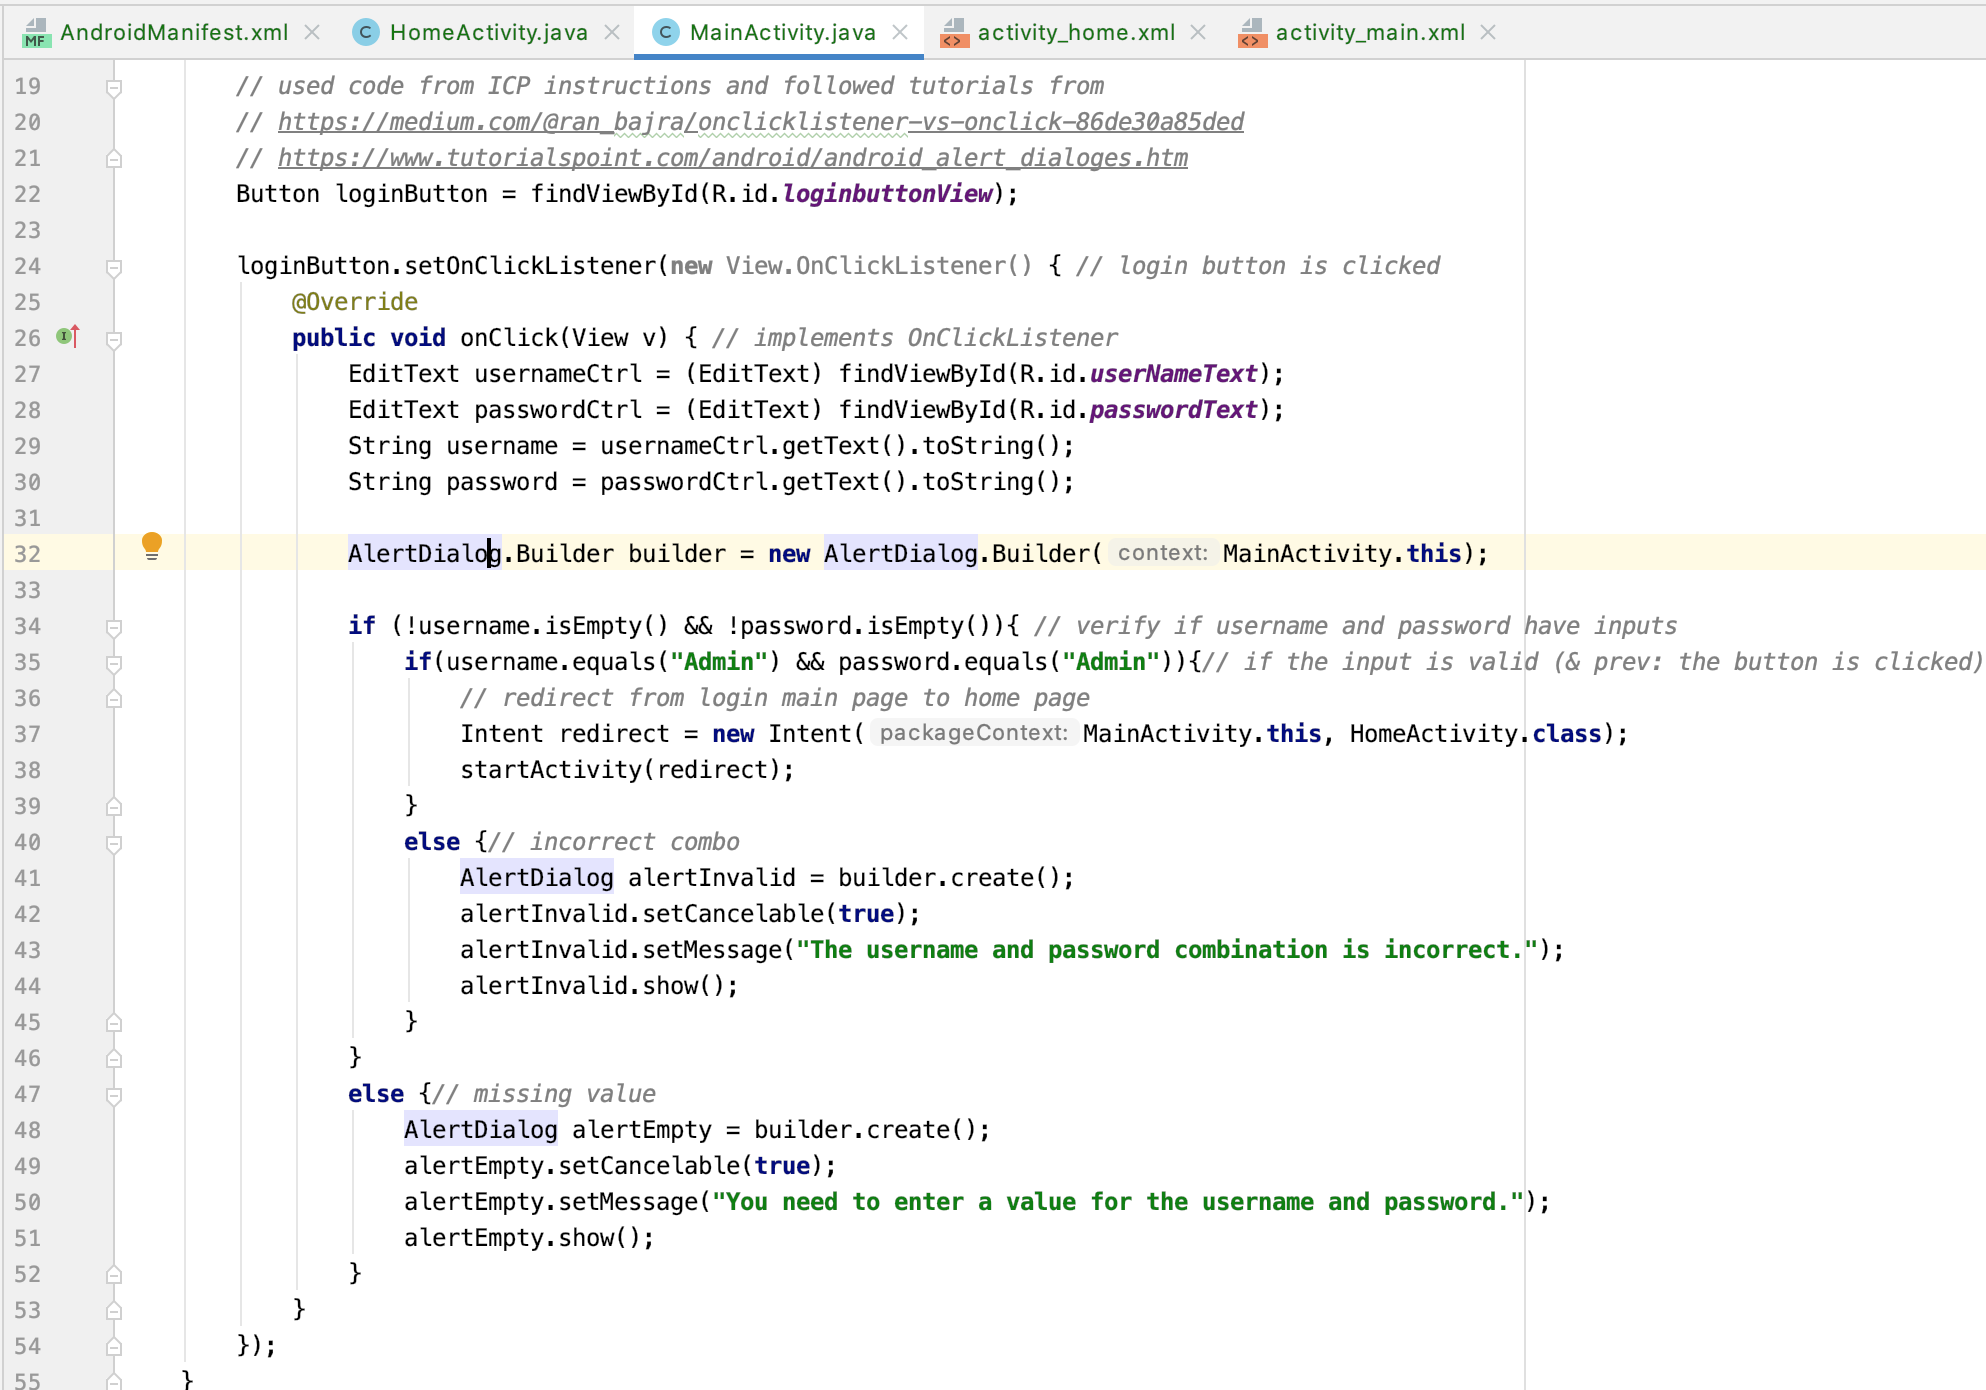 AndroidManifest.xml HomeActivity.java MainActivity.java activity_home.xml activity_main.xml
19 // used code from ICP instructions and followed tutorials from
20 // https://medium.com/@ran_bajra/onclicklistener-vs-onclick-86de30a85ded
21 // https://www.tutorialspoint.com/android/android_alert_dialoges.htm
22 Button loginButton = findViewById(R.id.loginbuttonView);
23
24 loginButton.setOnClickListener(new View.OnClickListener() { // login button is clicked
25 @Override
26 public void onClick(View v) { // implements OnClickListener
27 EditText usernameCtrl = (EditText) findViewById(R.id.userNameText);
28 EditText passwordCtrl = (EditText) findViewById(R.id.passwordText);
29 String username = usernameCtrl.getText().toString();
30 String password = passwordCtrl.getText().toString();
31
32 AlertDialog.Builder builder = new AlertDialog.Builder( context: MainActivity.this);
33
34 if (!username.isEmpty() && !password.isEmpty()){ // verify if username and password have inputs
35 if(username.equals("Admin") && password.equals("Admin")){// if the input is valid (& prev: the button is clicked)
36 // redirect from login main page to home page
37 Intent redirect = new Intent( packageContext: MainActivity.this, HomeActivity.class);
38 startActivity(redirect);
39 }
40 else {// incorrect combo
41 AlertDialog alertInvalid = builder.create();
42 alertInvalid.setCancelable(true);
43 alertInvalid.setMessage("The username and password combination is incorrect.");
44 alertInvalid.show();
45 }
46 }
47 else {// missing value
48 AlertDialog alertEmpty = builder.create();
49 alertEmpty.setCancelable(true);
50 alertEmpty.setMessage("You need to enter a value for the username and password.");
51 alertEmpty.show();
52 }
53 }
54 });
55 }